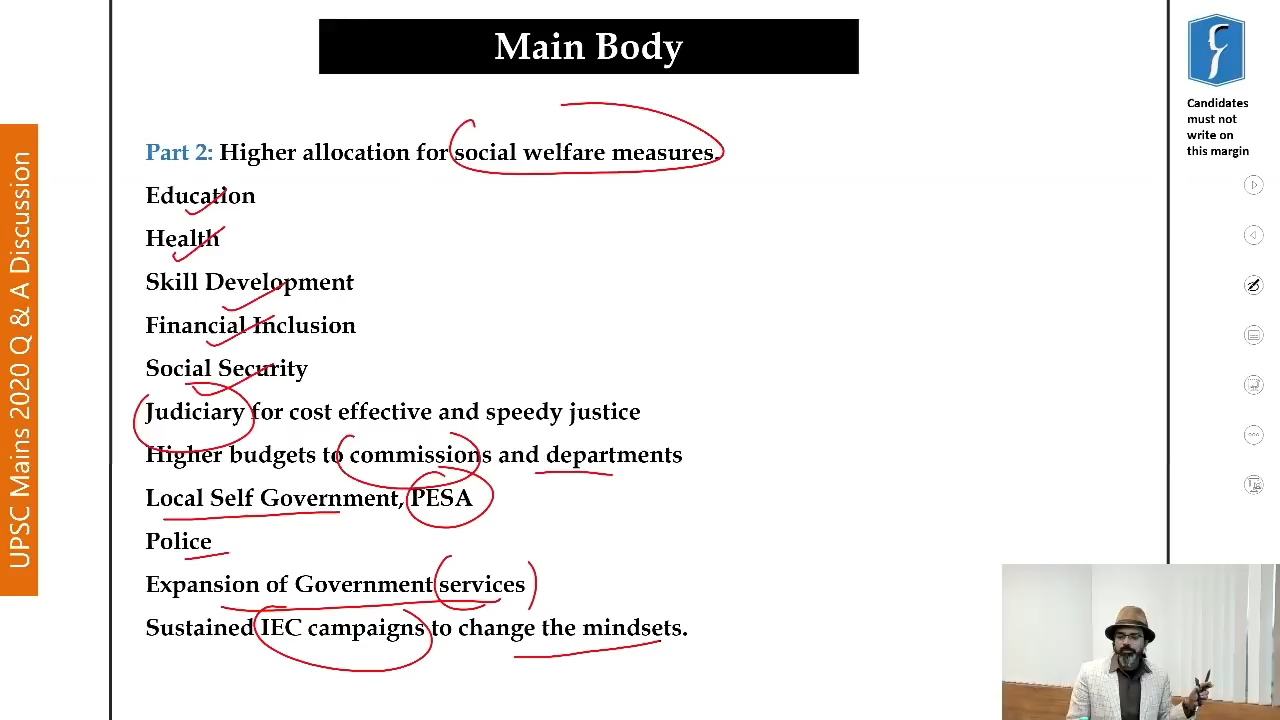 Main Body
Part 2: Higher allocation for social welfare measures.
Education
Health
Skill Development
Financial Inclusion
Social Security
Judiciary for cost effective and speedy justice
Higher budgets to commissions and departments
Local Self Government, PESA
Police
Expansion of Government services
Sustained IEC campaigns to change the mindsets.
UPSC Mains 2020 Q & A Discussion
Candidates
must not
write on
this margin